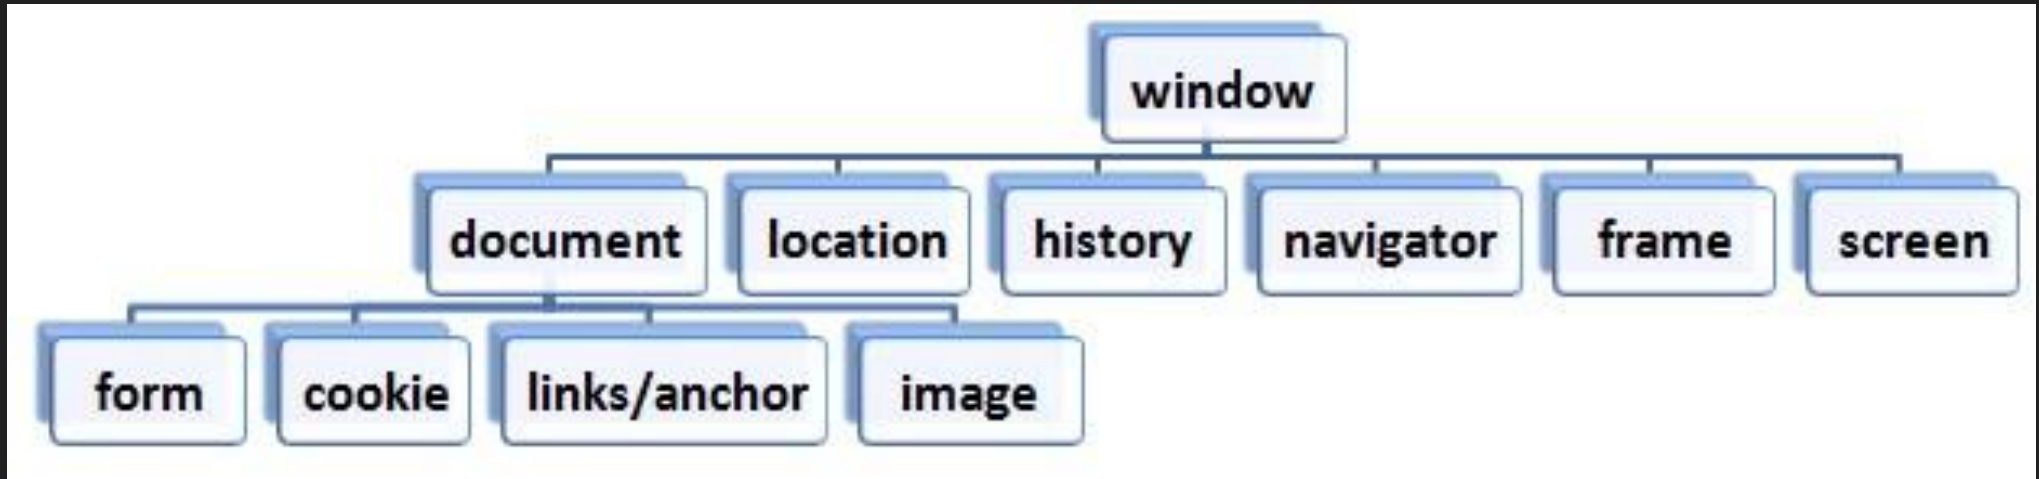 window
document location history navigator frame screen
form cookie links/anchor image